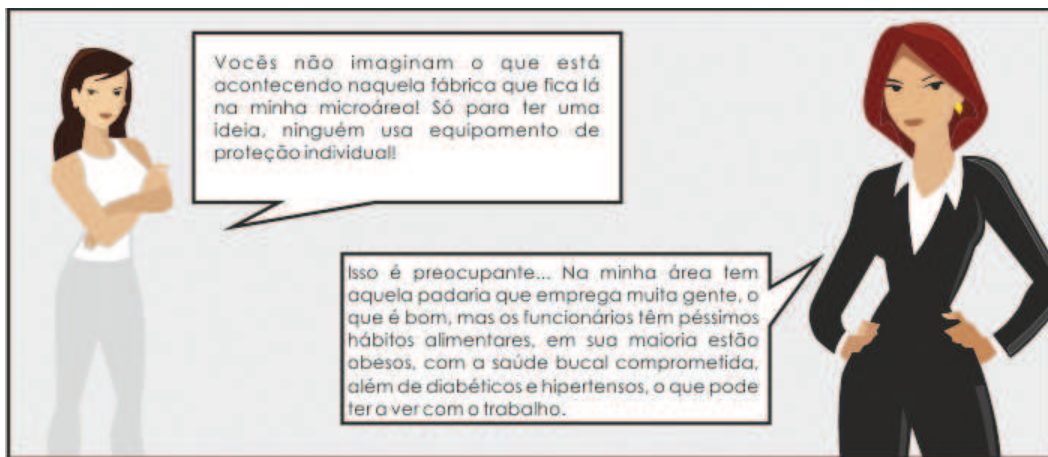 Vocês não imaginam o que está
acontecendo naquela fábrica que fica lá
na minha microárea! Só para ter uma
ideia, ninguém usa equipamento de
proteção individual!
Isso é preocupante... Na minha área tem
aquela padaria que emprega muita gente, o
que é bom, mas os funcionários têm péssimos
hábitos alimentares, em sua maioria estão
obesos, com a saúde bucal comprometida,
além de diabéticos e hipertensos, o que pode
ter a ver com o trabalho.